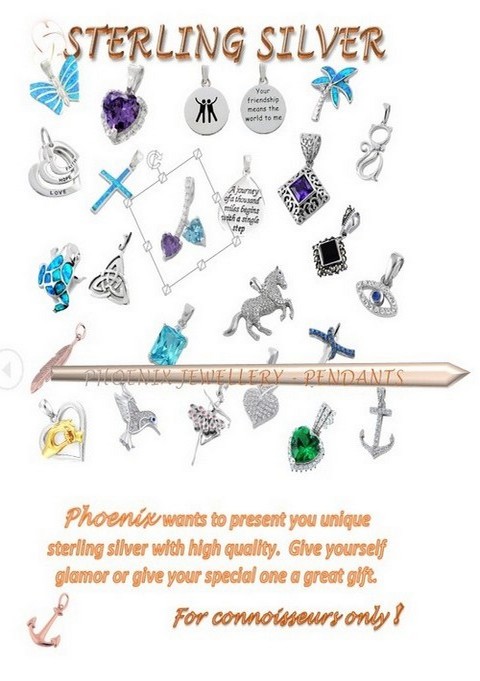 STERLING SILVER
Your
friendship
means the
world to me
HOPE
LOVE
A journey
of a thousand
miles begins
with a single
step
PHOENIX JEWELLERY - PENDANTS
Phoenix wants to present you unique
sterling silver with high quality. Give yourself
glamor or give your special one a great gift.
For connoisseurs only !